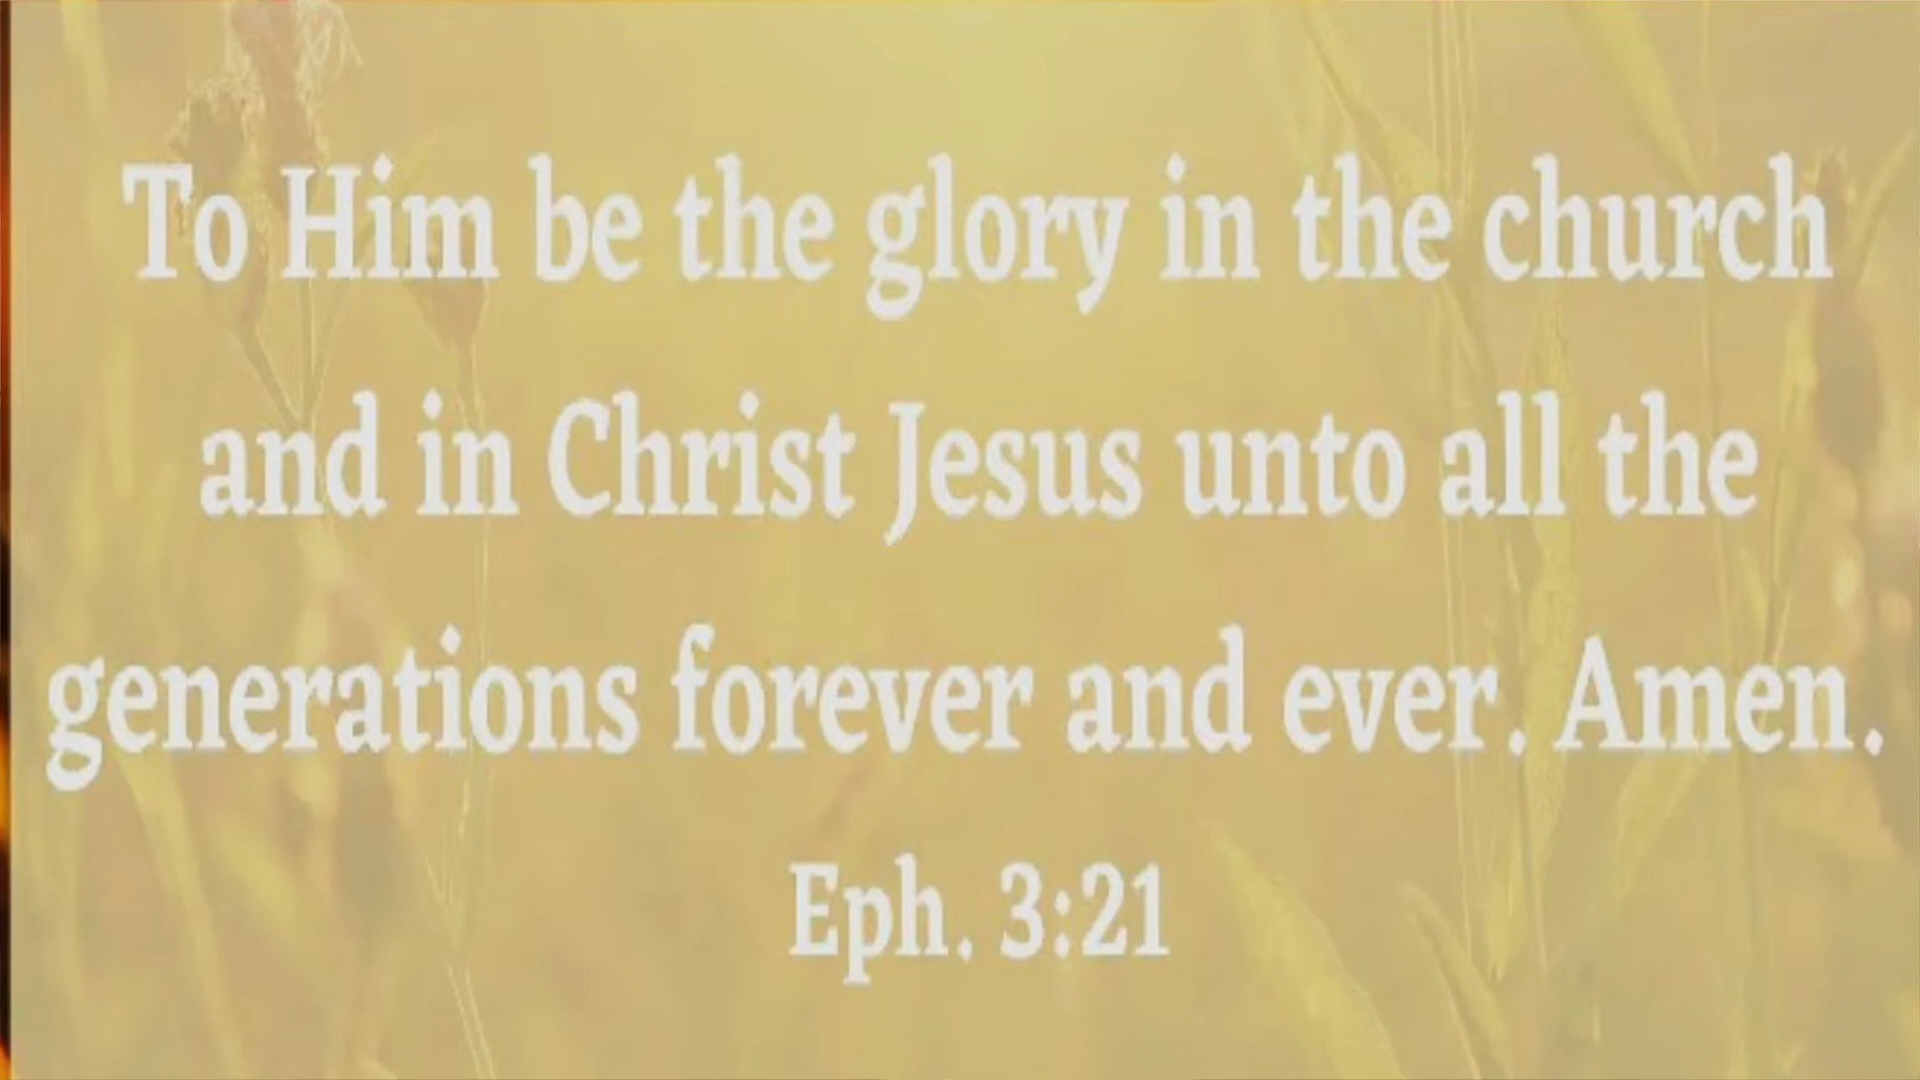 To Him be the glory in the church
and in Christ Jesus unto all the
generations forever and ever. Amen.
Eph. 3:21